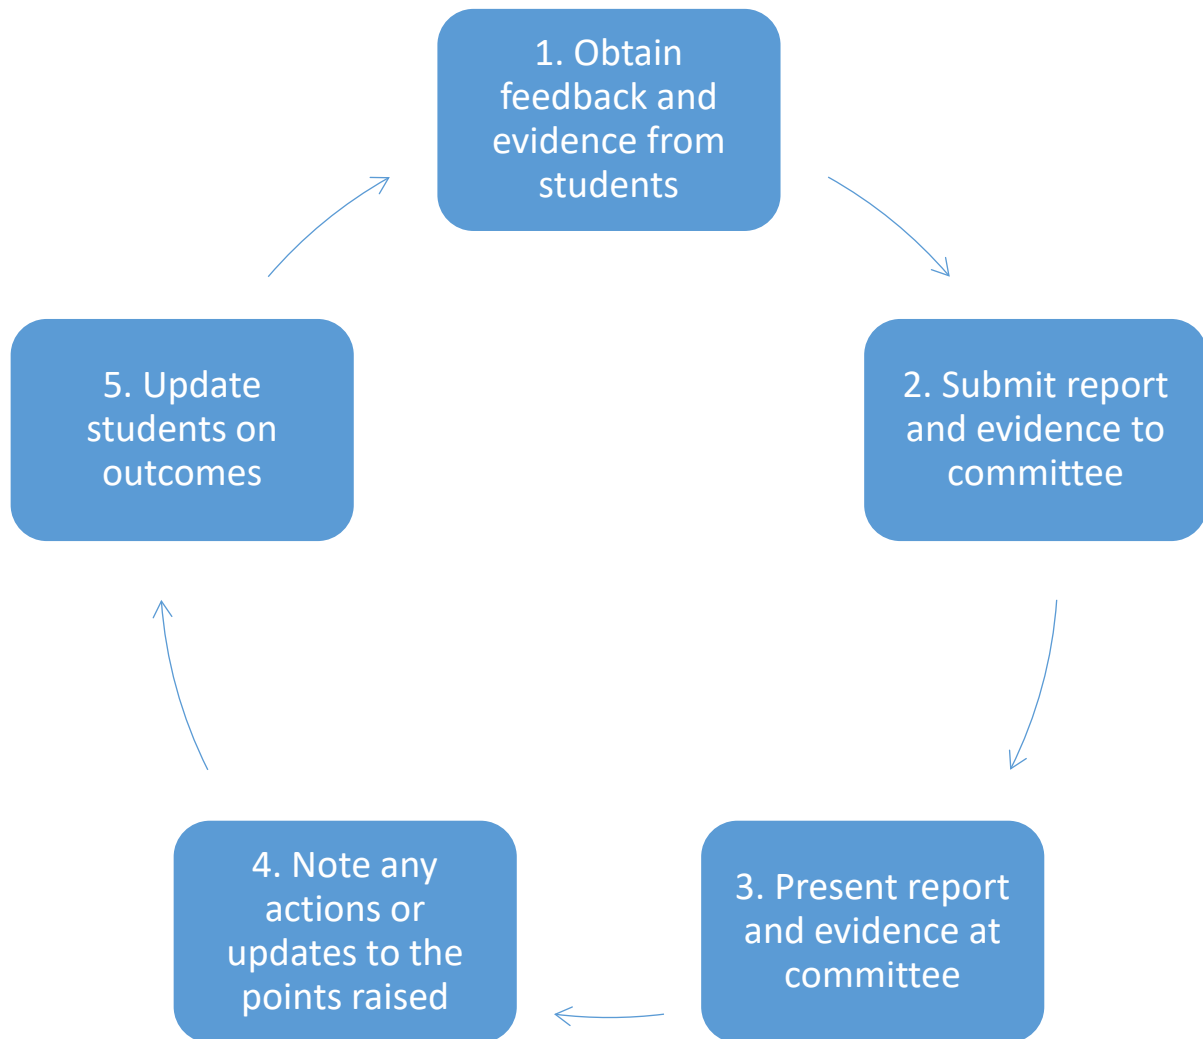 1. Obtain
feedback and
evidence from
students
2. Submit report
and evidence to
committee
3. Present report
and evidence at
committee
4. Note any
actions or
updates to the
points raised
5. Update
students on
outcomes